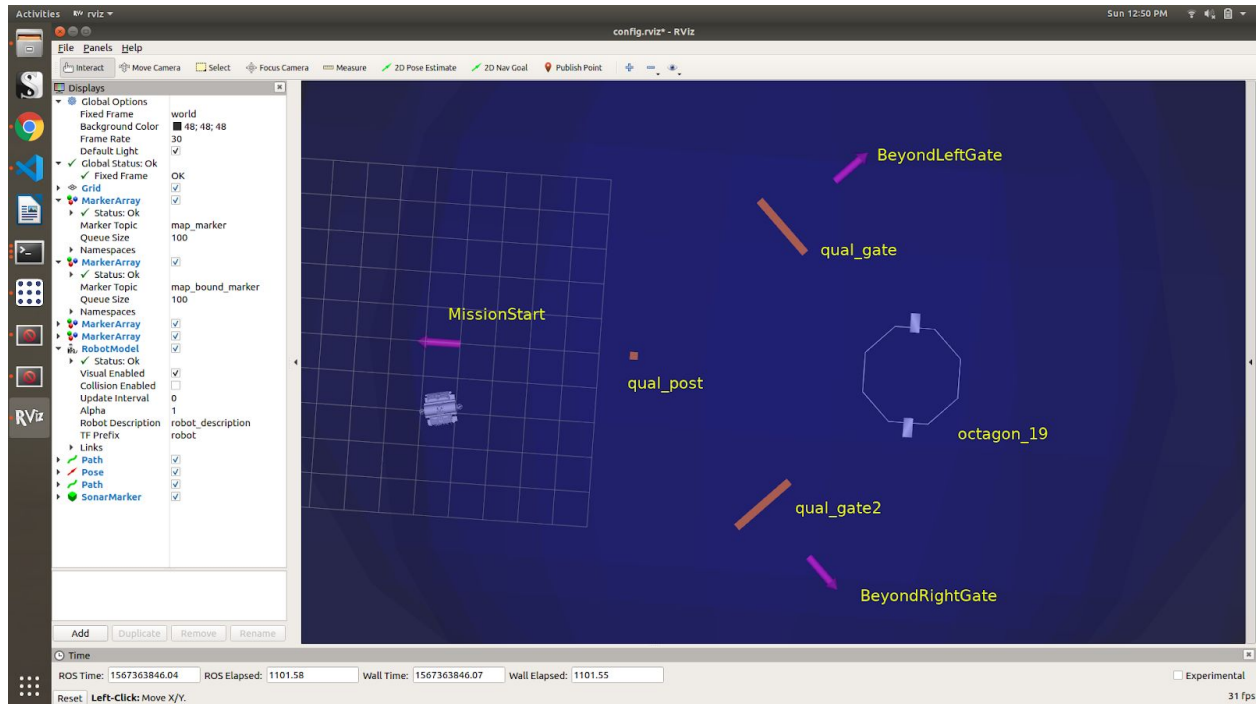 Activities RViz rviz Sun 12:50 PM
config.rviz* - RViz
File Panels Help
Interact Move Camera Select Focus Camera Measure 2D Pose Estimate 2D Nav Goal Publish Point
Displays
Global Options
Fixed Frame world
Background Color 48; 48; 48
Frame Rate 30
Default Light
Global Status: Ok
Fixed Frame OK
Grid
MarkerArray
Status: Ok
Marker Topic map_marker
Queue Size 100
Namespaces
MarkerArray
Status: Ok
Marker Topic map_bound_marker
Queue Size 100
Namespaces
MarkerArray
MarkerArray
RobotModel
Status: Ok
Visual Enabled
Collision Enabled
Update Interval 0
Alpha 1
Robot Description robot_description
TF Prefix robot
Links
Path
Pose
Path
SonarMarker
RViz
BeyondLeftGate
qual_gate
MissionStart
qual_post
octagon_19
qual_gate2
BeyondRightGate
Add Duplicate Remove Rename
Time
ROS Time: 1567363846.04 ROS Elapsed: 1101.58 Wall Time: 1567363846.07 Wall Elapsed: 1101.55 Experimental
Reset Left-Click: Move X/Y. 31 fps